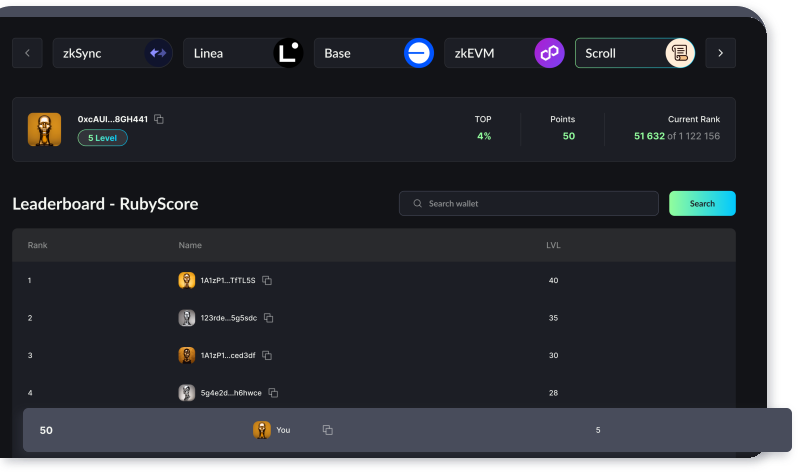 zkSync Linea Base zkEVM Scroll
0xcAUI...8GH441
5 Level
TOP Points Current Rank
4% 50 51 632 of 1 122 156
Leaderboard - RubyScore
Search wallet Search
Rank Name LVL
1 1A1zP1...TfTL5S 40
2 123rde...5g5sdc 35
3 1A1zP1...ced3df 30
4 5g4e2d...h6hwce 28
50 You 5